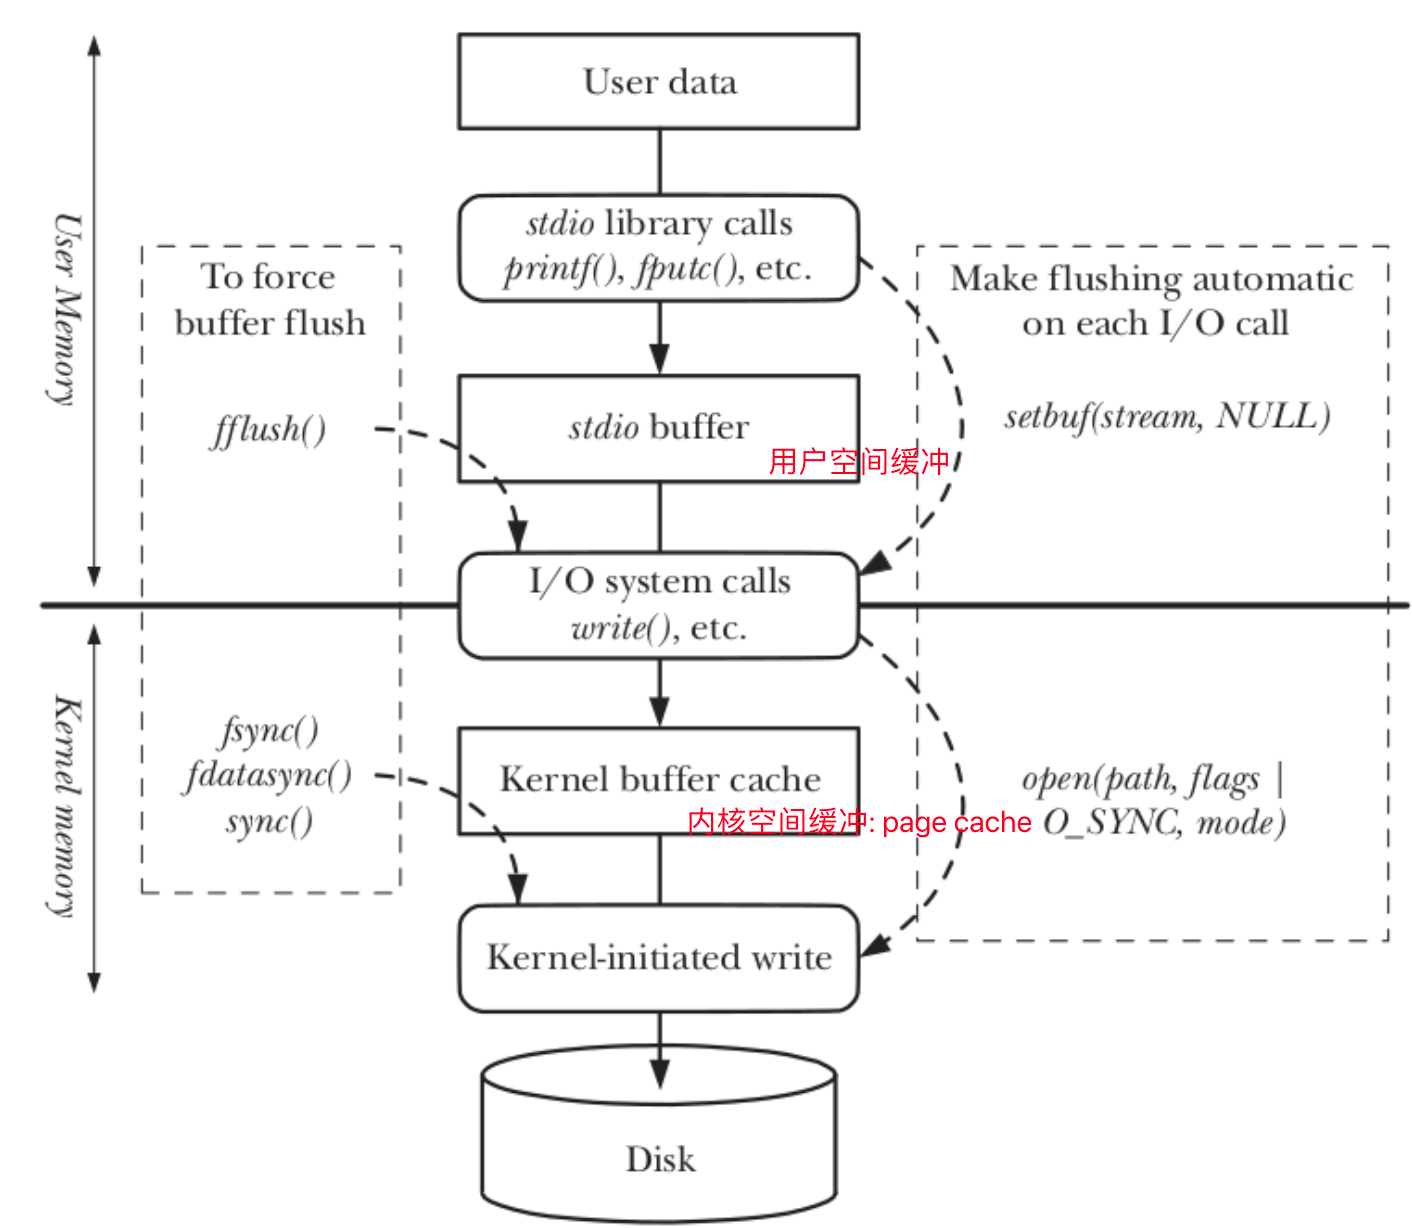 User data
stdio library calls
printf(), fputc(), etc.
User Memory
To force
buffer flush
fflush()
Make flushing automatic
on each I/O call
setbuf(stream, NULL)
stdio buffer
用户空间缓冲
I/O system calls
write(), etc.
Kernel memory
fsync()
fdatasync()
sync()
Kernel buffer cache
内核空间缓冲: page cache
open(path, flags |
O_SYNC, mode)
Kernel-initiated write
Disk